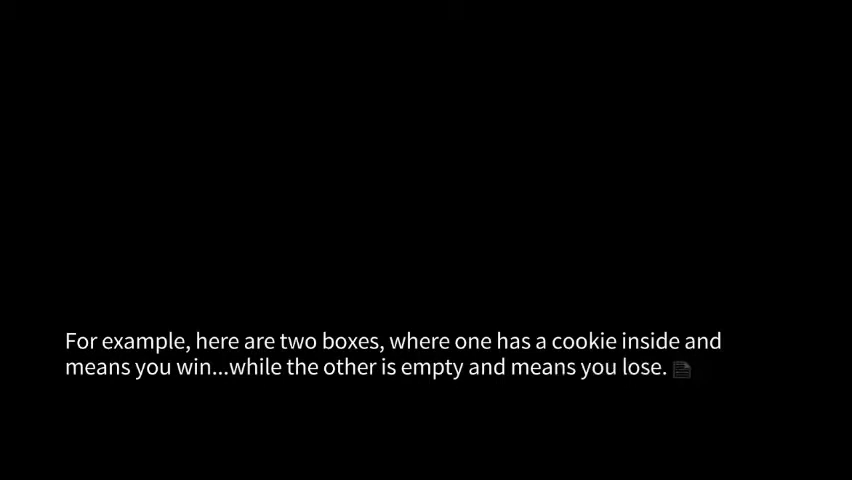 For example, here are two boxes, where one has a cookie inside and
means you win...while the other is empty and means you lose.